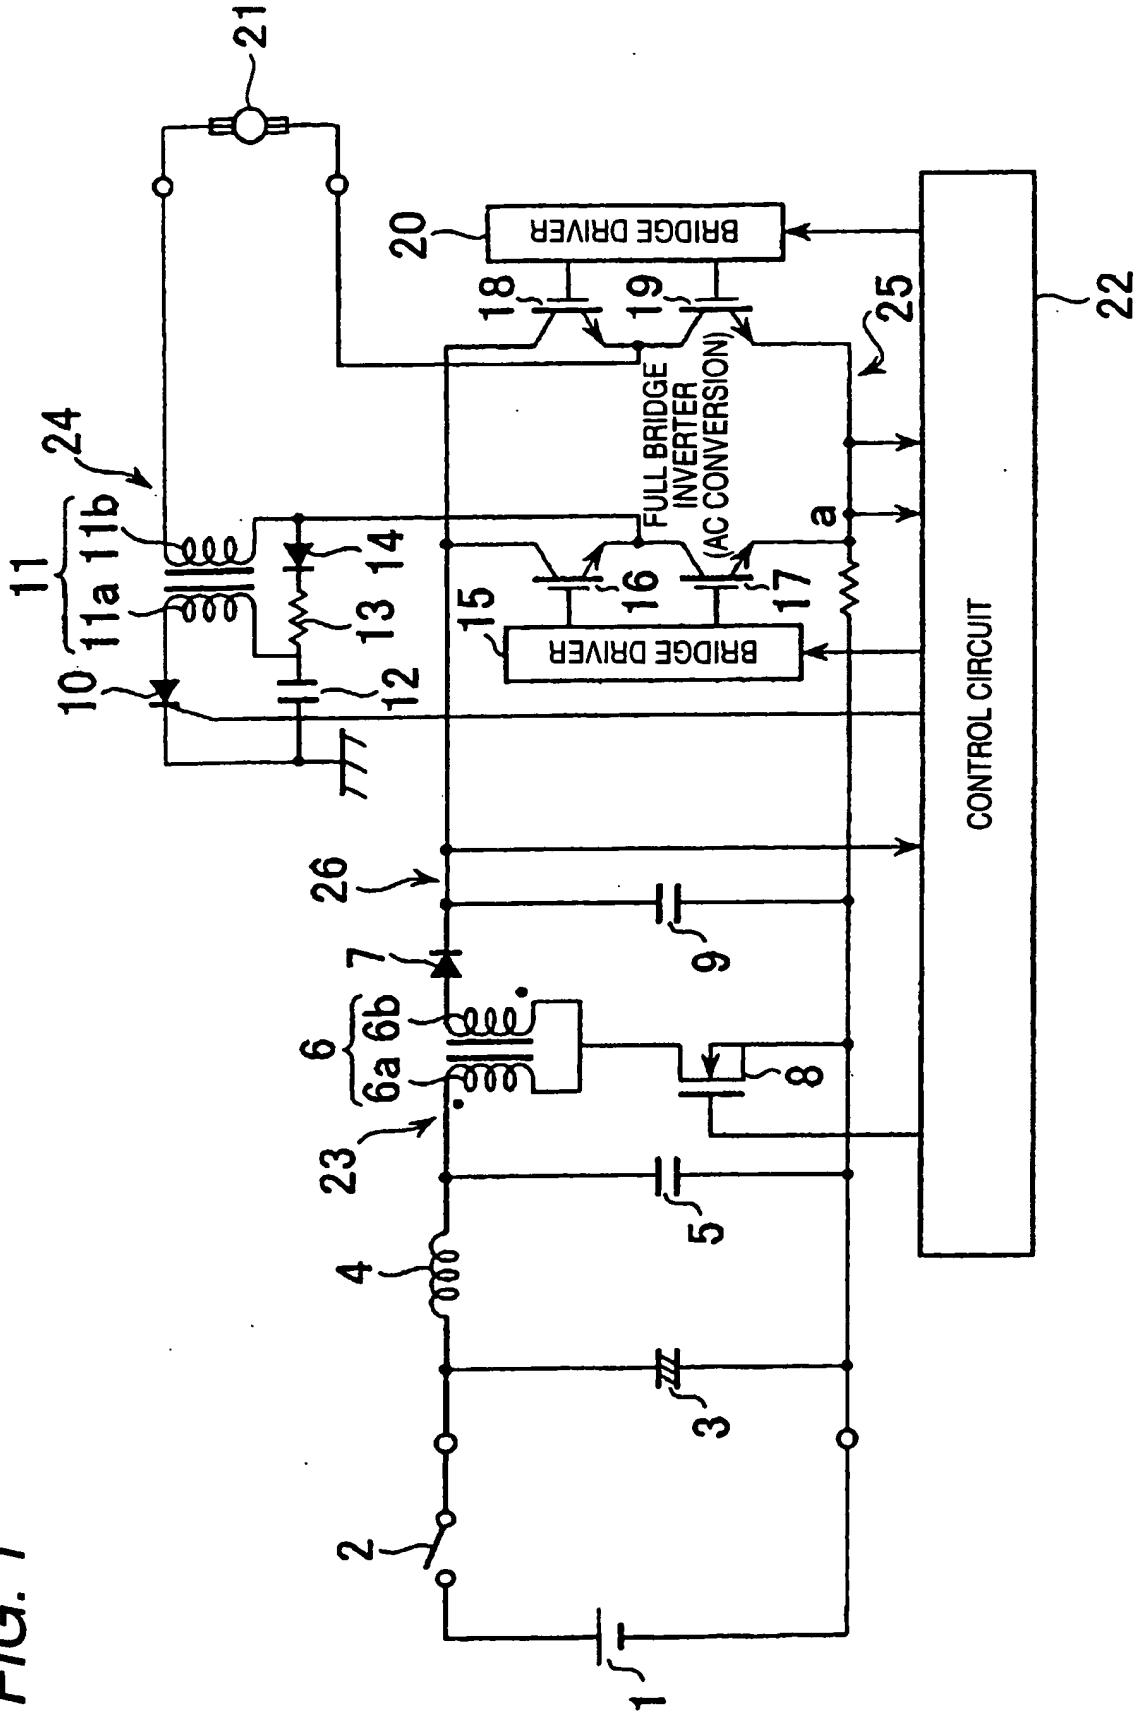 FIG. 1
21
24
11
11a 11b
10
14
13
12
20
BRIDGE DRIVER
18
19
FULL BRIDGE
INVERTER
(AC CONVERSION)
15
BRIDGE DRIVER
16
17
a
25
26
7
6
6a 6b
23
9
8
4
5
3
2
1
CONTROL CIRCUIT
22